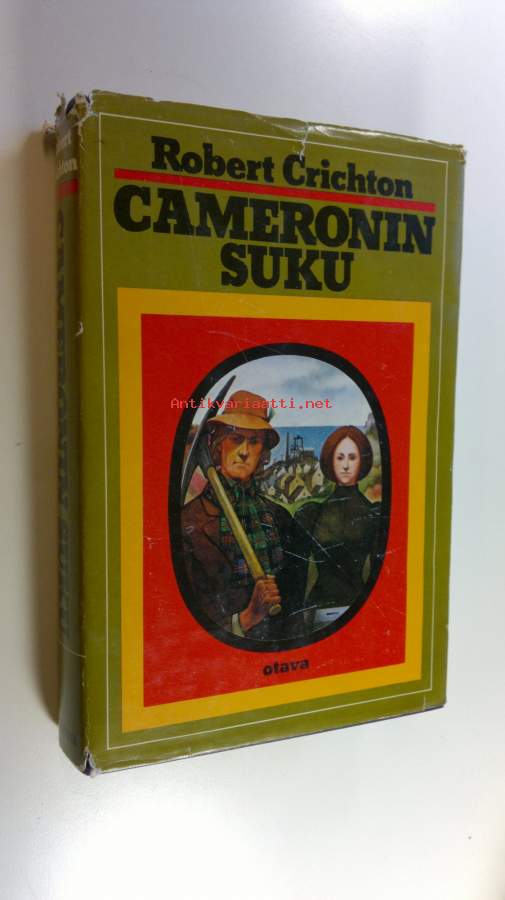 Robert Crichton
CAMERONIN
SUKU
Antikvariaatti.net
otava